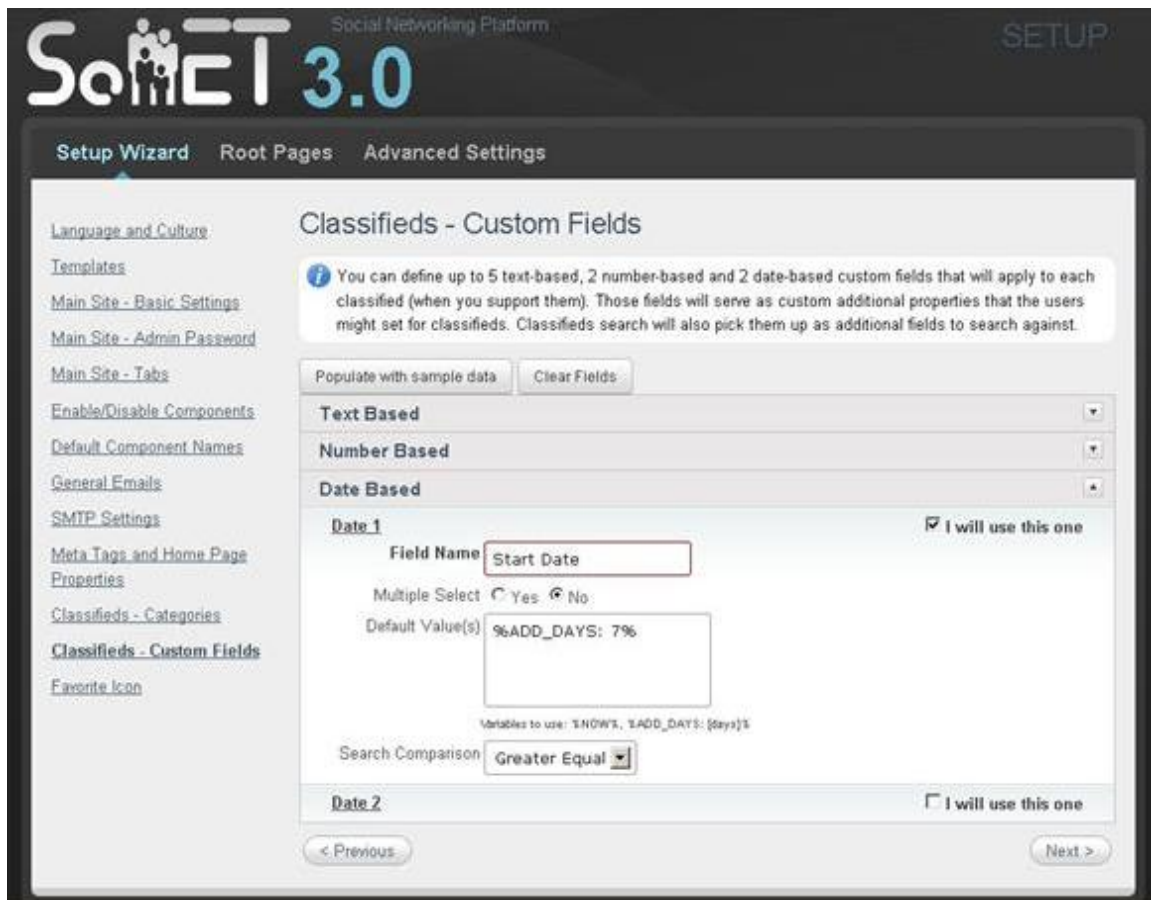 Social Networking Platform
SETUP
SoNET 3.0
Setup Wizard Root Pages Advanced Settings
Language and Culture
Templates
Main Site - Basic Settings
Main Site - Admin Password
Main Site - Tabs
Enable/Disable Components
Default Component Names
General Emails
SMTP Settings
Meta Tags and Home Page
Properties
Classifieds - Categories
Classifieds - Custom Fields
Favorite Icon
Classifieds - Custom Fields
You can define up to 5 text-based, 2 number-based and 2 date-based custom fields that will apply to each
classified (when you support them). Those fields will serve as custom additional properties that the users
might set for classifieds. Classifieds search will also pick them up as additional fields to search against.
Populate with sample data Clear Fields
Text Based
Number Based
Date Based
Date 1 I will use this one
Field Name Start Date
Multiple Select Yes No
Default Value(s) %ADD_DAYS: 7%
Variables to use: %NOW%, %ADD_DAYS: [days]%
Search Comparison Greater Equal
Date 2 I will use this one
< Previous Next >